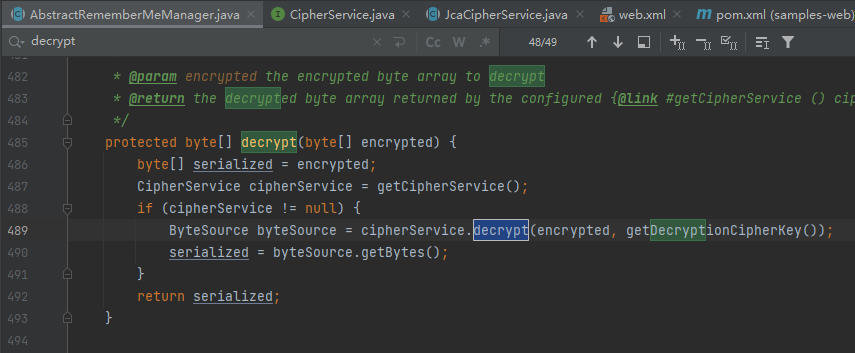 AbstractRememberMeManager.java CipherService.java JcaCipherService.java web.xml pom.xml (samples-web)
decrypt Cc W .* 48/49
482 * @param encrypted the encrypted byte array to decrypt
483 * @return the decrypted byte array returned by the configured {@link #getCipherService () cip
484 */
485 protected byte[] decrypt(byte[] encrypted) {
486 byte[] serialized = encrypted;
487 CipherService cipherService = getCipherService();
488 if (cipherService != null) {
489 ByteSource byteSource = cipherService.decrypt(encrypted, getDecryptionCipherKey());
490 serialized = byteSource.getBytes();
491 }
492 return serialized;
493 }
494